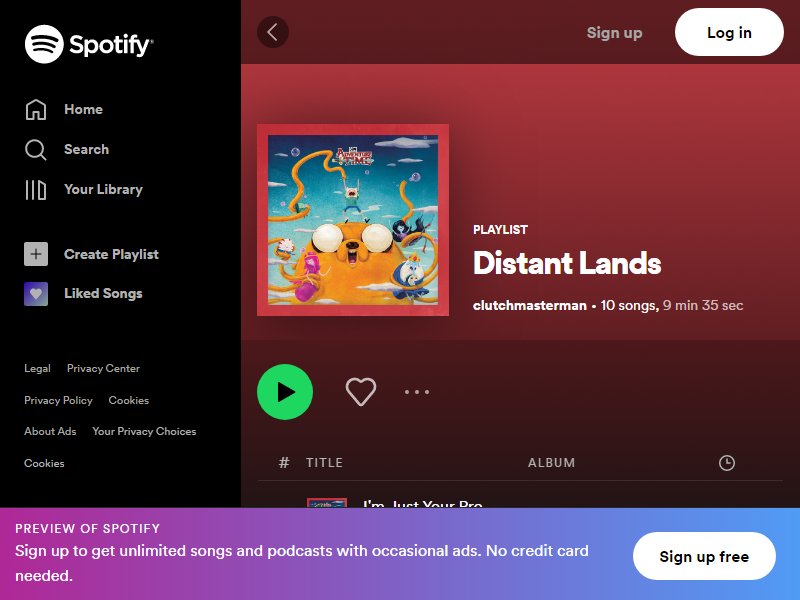 Spotify
Home
Search
Your Library
Create Playlist
Liked Songs
Legal Privacy Center
Privacy Policy Cookies
About Ads Your Privacy Choices
Cookies
Sign up Log in
ADVENTURE TIME
PLAYLIST
Distant Lands
clutchmasterman • 10 songs, 9 min 35 sec
# TITLE ALBUM
I'm Just Your Pro
PREVIEW OF SPOTIFY
Sign up to get unlimited songs and podcasts with occasional ads. No credit card
needed.
Sign up free